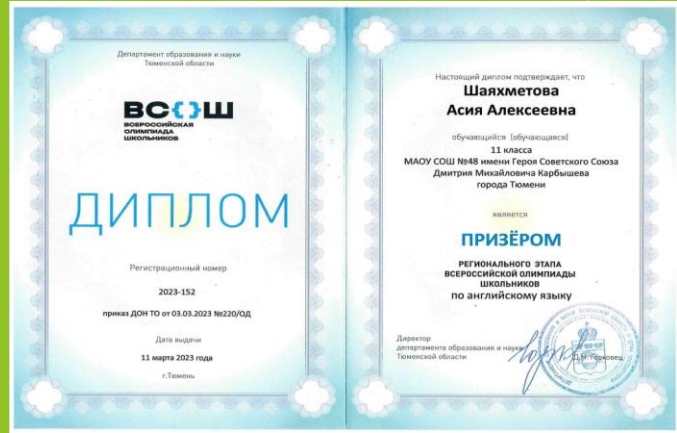 Департамент образования и науки
Тюменской области
ВСОШ
ВСЕРОССИЙСКАЯ
ОЛИМПИАДА
ШКОЛЬНИКОВ
ДИПЛОМ
Регистрационный номер
2023-152
приказ ДОН ТО от 03.03.2023 №220/ОД
Дата выдачи
11 марта 2023 года
г.Тюмень
Настоящий диплом подтверждает, что
Шаяхметова
Асия Алексеевна
обучающийся (обучающаяся)
11 класса
МАОУ СОШ №48 имени Героя Советского Союза
Дмитрия Михайловича Карбышева
города Тюмени
является
ПРИЗЁРОМ
РЕГИОНАЛЬНОГО ЭТАПА
ВСЕРОССИЙСКОЙ ОЛИМПИАДЫ
ШКОЛЬНИКОВ
по английскому языку
Директор
департамента образования и науки
Тюменской области